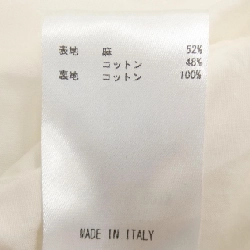 表地 麻 52%
コットン 48%
裏地 コットン 100%
MADE IN ITALY